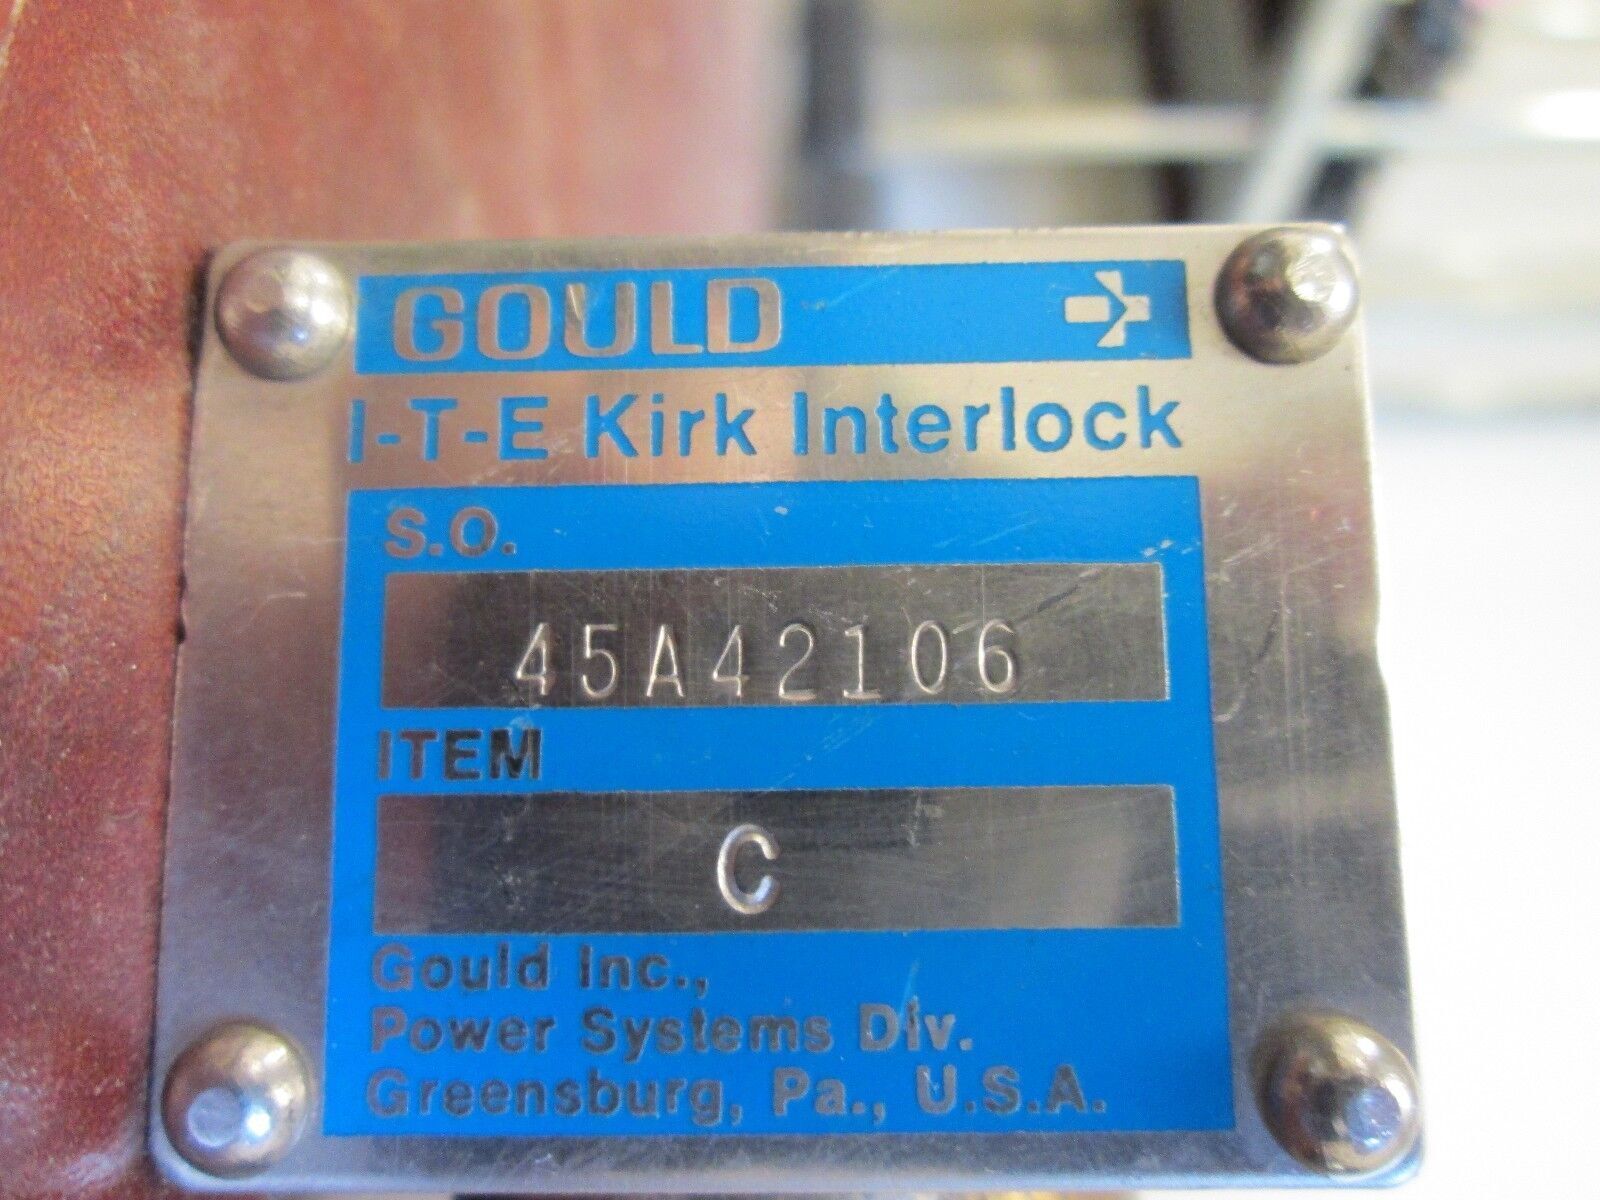 GOULD
I-T-E Kirk Interlock
S.O.
45A42106
ITEM
C
Gould Inc.,
Power Systems Div.
Greensburg, Pa., U.S.A.